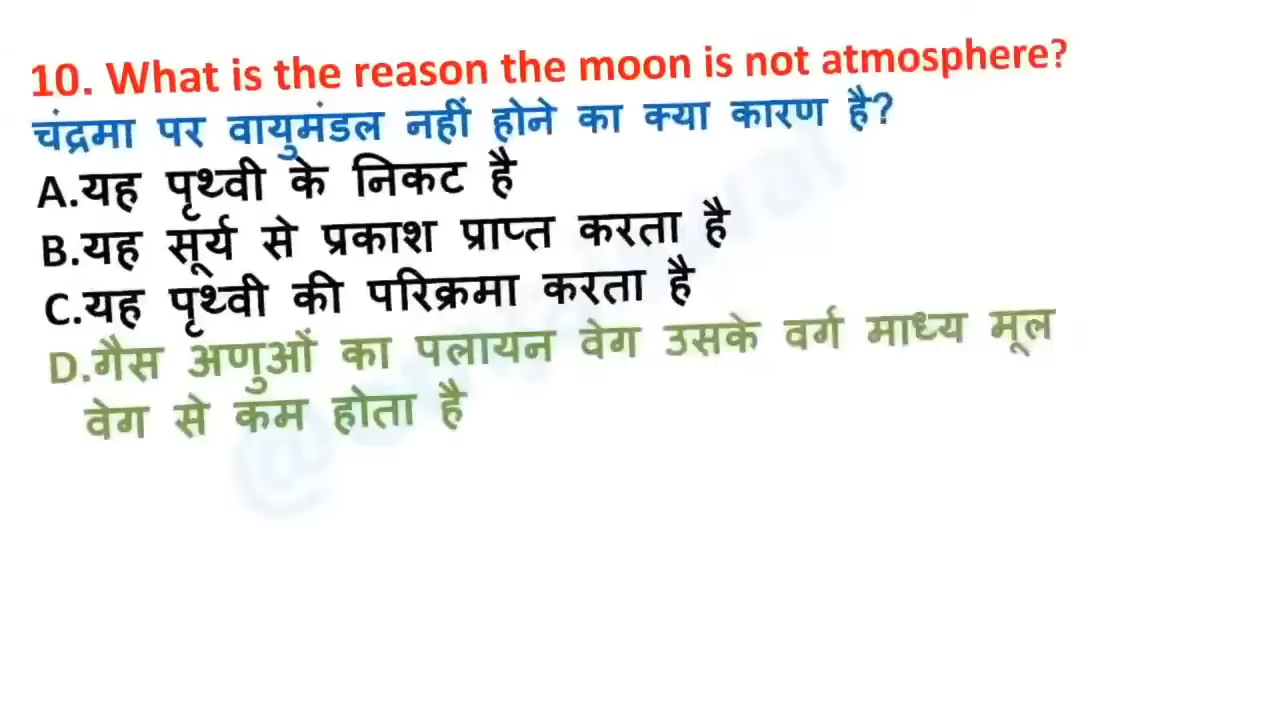 10. What is the reason the moon is not atmosphere?
चंद्रमा पर वायुमंडल नहीं होने का क्या कारण है?
A.यह पृथ्वी के निकट है
B.यह सूर्य से प्रकाश प्राप्त करता है
C.यह पृथ्वी की परिक्रमा करता है
D.गैस अणुओं का पलायन वेग उसके वर्ग माध्य मूल
वेग से कम होता है